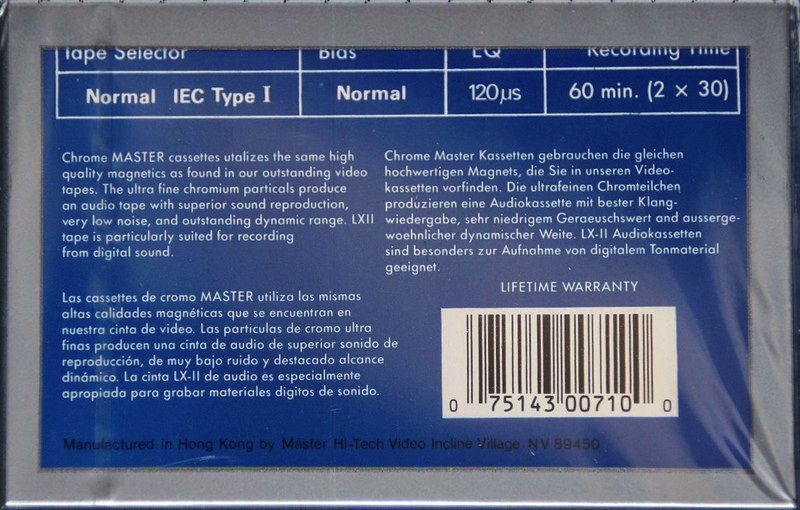 Tape Selector Bias EQ Recording Time
Normal IEC Type I Normal 120µs 60 min. (2 x 30)
Chrome MASTER cassettes utalizes the same high
quality magnetics as found in our outstanding video
tapes. The ultra fine chromium particals produce
an audio tape with superior sound reproduction,
very low noise, and outstanding dynamic range. LXII
tape is particularly suited for recording
from digital sound.
Chrome Master Kassetten gebrauchen die gleichen
hochwertigen Magnets, die Sie in unseren Video-
kassetten vorfinden. Die ultrafeinen Chromteilchen
produzieren eine Audiokassette mit bester Klang-
wiedergabe, sehr niedrigem Geraeuschswert and ausserge-
woehnlicher dynamischer Weite. LX-II Audiokassetten
sind besonders zur Aufnahme von digitalem Tonmaterial
geeignet.
Las cassettes de cromo MASTER utiliza las mismas
altas calidades magnéticas que se encuentran en
nuestra cinta de video. Las particulas de cromo ultra
finas producen una cinta de audio de superior sonido de
reproducción, de muy bajo ruido y destacado alcance
dinámico. La cinta LX-II de audio es especialmente
apropiada para grabar materiales digitos de sonido.
LIFETIME WARRANTY
0 75143 00710 0
Manufactured in Hong Kong by Master Hi-Tech Video Incline Village, NV 89450